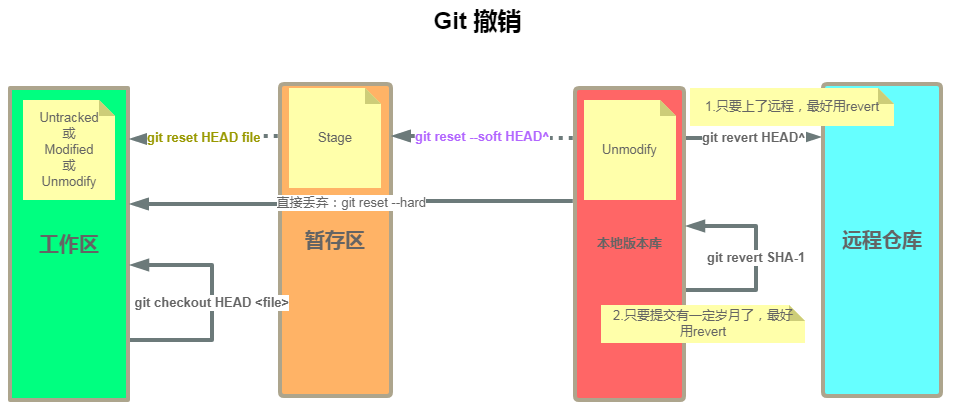 Git 撤销
Untracked
或
Modified
或
Unmodify
git reset HEAD file
Stage
git reset --soft HEAD^
Unmodify
1.只要上了远程，最好用revert
git revert HEAD^
直接丢弃：git reset --hard
工作区
暂存区
本地版本库
远程仓库
git revert SHA-1
git checkout HEAD <file>
2.只要提交有一定岁月了，最好
用revert